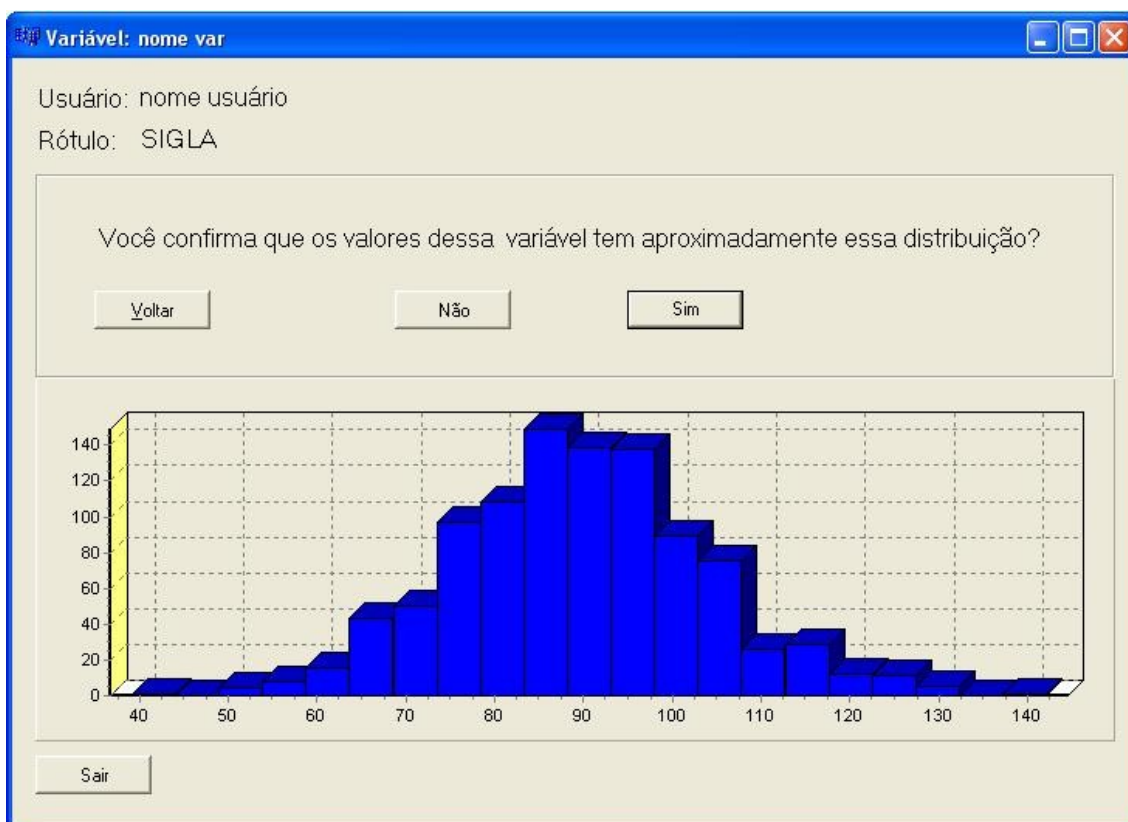 Variável: nome var
Usuário: nome usuário
Rótulo: SIGLA
Você confirma que os valores dessa variável tem aproximadamente essa distribuição?
Voltar Não Sim
140
120
100
80
60
40
20
0
40 50 60 70 80 90 100 110 120 130 140
Sair